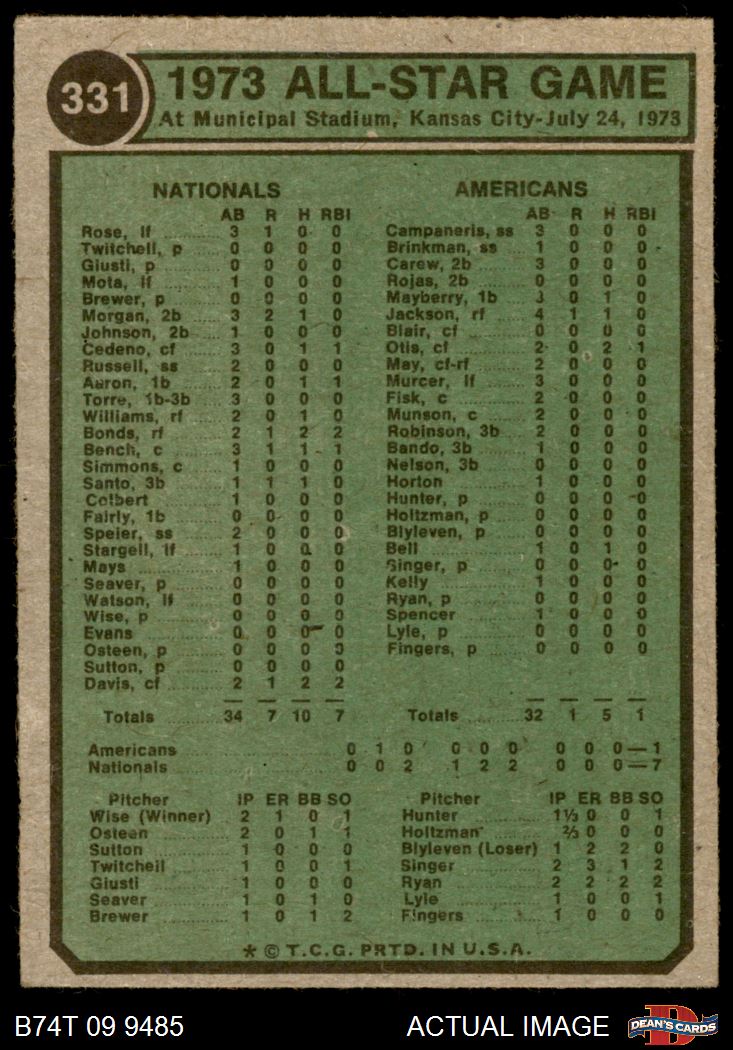 331
1973 ALL-STAR GAME
At Municipal Stadium, Kansas City-July 24, 1973
NATIONALS
AB R H RBI
Rose, lf 3 1 0 0
Twitchell, p 0 0 0 0
Giusti, p 0 0 0 0
Mota, lf 1 0 0 0
Brewer, p 0 0 0 0
Morgan, 2b 3 2 1 0
Johnson, 2b 1 0 0 0
Cedeno, cf 3 0 1 1
Russell, ss 2 0 0 0
Aaron, 1b 2 0 1 1
Torre, 1b-3b 3 0 0 0
Williams, rf 2 0 1 0
Bonds, rf 2 1 2 2
Bench, c 3 1 1 1
Simmons, c 1 0 0 0
Santo, 3b 1 1 1 0
Colbert 1 0 0 0
Fairly, 1b 0 0 0 0
Speier, ss 2 0 0 0
Stargell, lf 1 0 0 0
Mays 1 0 0 0
Seaver, p 0 0 0 0
Watson, lf 0 0 0 0
Wise, p 0 0 0 0
Evans 0 0 0 0
Osteen, p 0 0 0 0
Sutton, p 0 0 0 0
Davis, cf 2 1 2 2
Totals 34 7 10 7
AMERICANS
AB R H RBI
Campaneris, ss 3 0 0 0
Brinkman, ss 1 0 0 0
Carew, 2b 3 0 0 0
Rojas, 2b 0 0 0 0
Mayberry, 1b 3 0 1 0
Jackson, rf 4 1 1 0
Blair, cf 0 0 0 0
Otis, cf 2 0 2 1
May, cf-rf 2 0 0 0
Murcer, lf 3 0 0 0
Fisk, c 2 0 0 0
Munson, c 2 0 0 0
Robinson, 3b 2 0 0 0
Bando, 3b 1 0 0 0
Nelson, 3b 0 0 0 0
Horton 1 0 0 0
Hunter, p 0 0 0 0
Holtzman, p 0 0 0 0
Blyleven, p 0 0 0 0
Bell 1 0 1 0
Singer, p 0 0 0 0
Kelly 1 0 0 0
Ryan, p 0 0 0 0
Spencer 1 0 0 0
Lyle, p 0 0 0 0
Fingers, p 0 0 0 0
Totals 32 1 5 1
Americans 0 1 0 0 0 0 0 0 0—1
Nationals 0 0 2 1 2 2 0 0 0—7
Pitcher IP ER BB SO
Wise (Winner) 2 1 0 1
Osteen 2 0 1 1
Sutton 1 0 0 0
Twitchell 1 0 0 1
Giusti 1 0 0 0
Seaver 1 0 1 0
Brewer 1 0 1 2
Pitcher IP ER BB SO
Hunter 1⅓ 0 0 1
Holtzman ⅔ 0 0 0
Blyleven (Loser) 1 2 2 0
Singer 2 3 1 2
Ryan 2 2 2 2
Lyle 1 0 0 1
Fingers 1 0 0 0
* © T.C.G. PRTD. IN U.S.A.
B74T 09 9485
ACTUAL IMAGE
DEAN'S CARDS